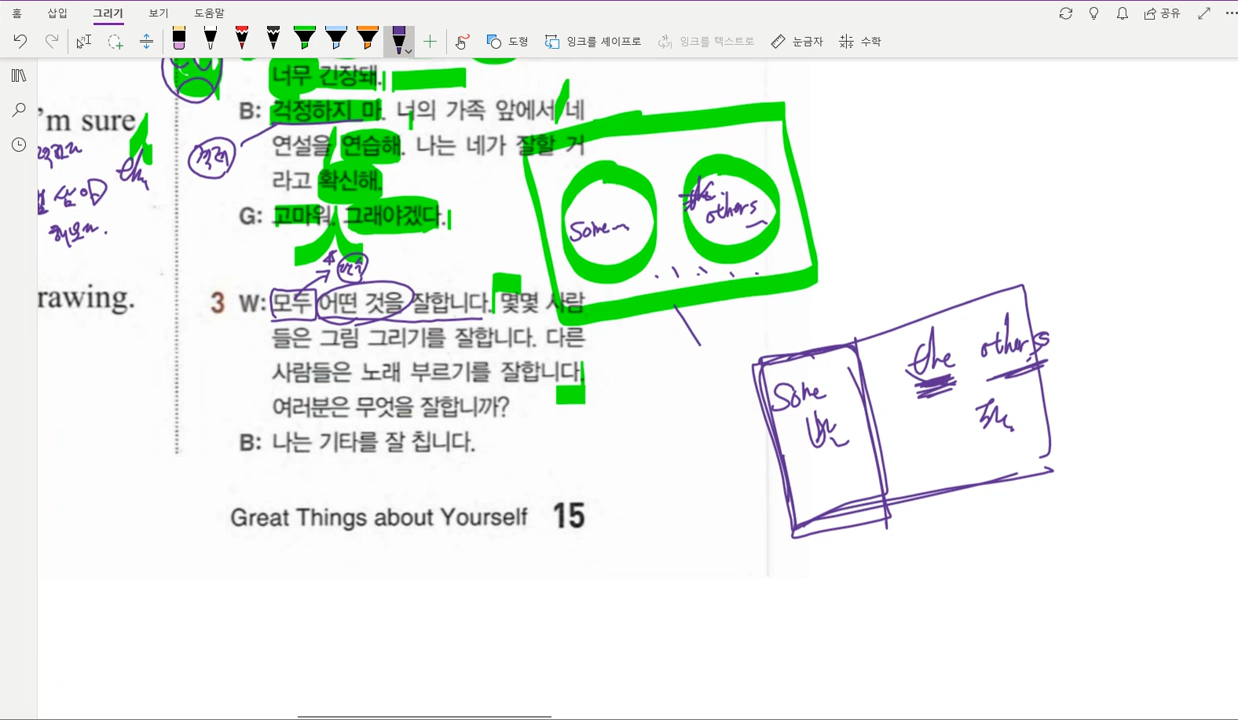 홈 삽입 그리기 보기 도움말
공유
도형 잉크를 셰이프로 잉크를 텍스트로 눈금자 수학
너무 긴장돼.
'm sure
B: 걱정하지 마. 너의 가족 앞에서 네
연설을 연습해. 나는 네가 잘할 거
라고 확신해.
G: 고마워. 그래야겠다.
해보자.
Some
the
others
rawing.
3 W: 모두 어떤 것을 잘합니다. 몇몇 사람
들은 그림 그리기를 잘합니다. 다른
사람들은 노래 부르기를 잘합니다.
여러분은 무엇을 잘합니까?
B: 나는 기타를 잘 칩니다.
Some
the others
Great Things about Yourself 15